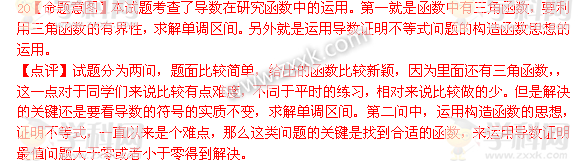 20【命题意图】本试题考查了导数在研究函数中的运用。第一就是函数中有三角函数，要利
用三角函数的有界性，求解单调区间。另外就是运用导数证明不等式问题的构造函数思想的
运用。
【点评】试题分为两问，题面比较简单，给出的函数比较新颖，因为里面还有三角函数，，
这一点对于同学们来说比较有点难度，不同于平时的练习，相对来说比较做的少。但是解决
的关键还是要看导数的符号的实质不变，求解单调区间。第二问中，运用构造函数的思想，
证明不等式，一直以来是个难点，那么这类问题的关键是找到合适的函数，来运用导数证明
最值问题大于零或者小于零得到解决。
www.zxxk.com